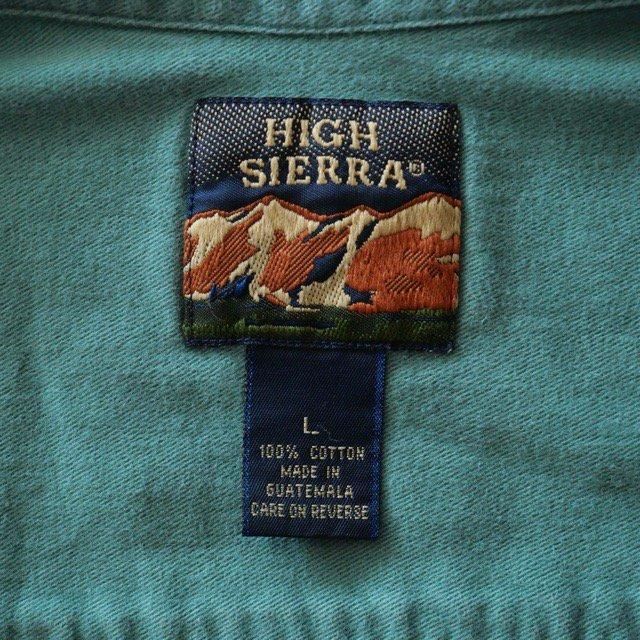 HIGH
SIERRA®
L
100% COTTON
MADE IN
GUATEMALA
CARE ON REVERSE